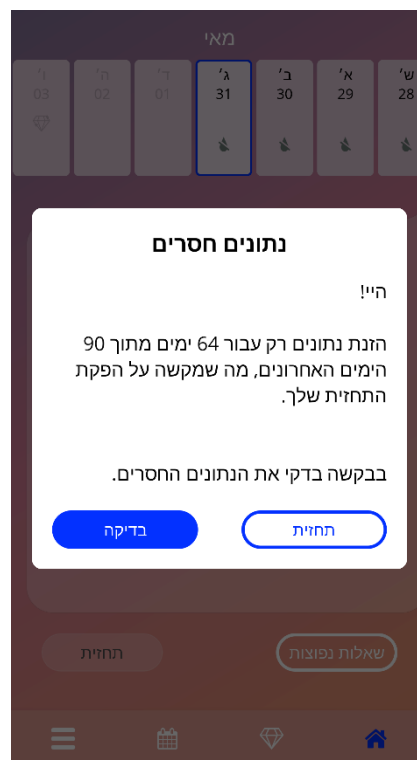 מאי
ש׳ א׳ ב׳ ג׳ ד׳ ה׳ ו׳
28 29 30 31 01 02 03
נתונים חסרים
היי!
הזנת נתונים רק עבור 64 ימים מתוך 90
הימים האחרונים, מה שמקשה על הפקת
התחזית שלך.
בבקשה בדקי את הנתונים החסרים.
תחזית
בדיקה
שאלות נפוצות
תחזית